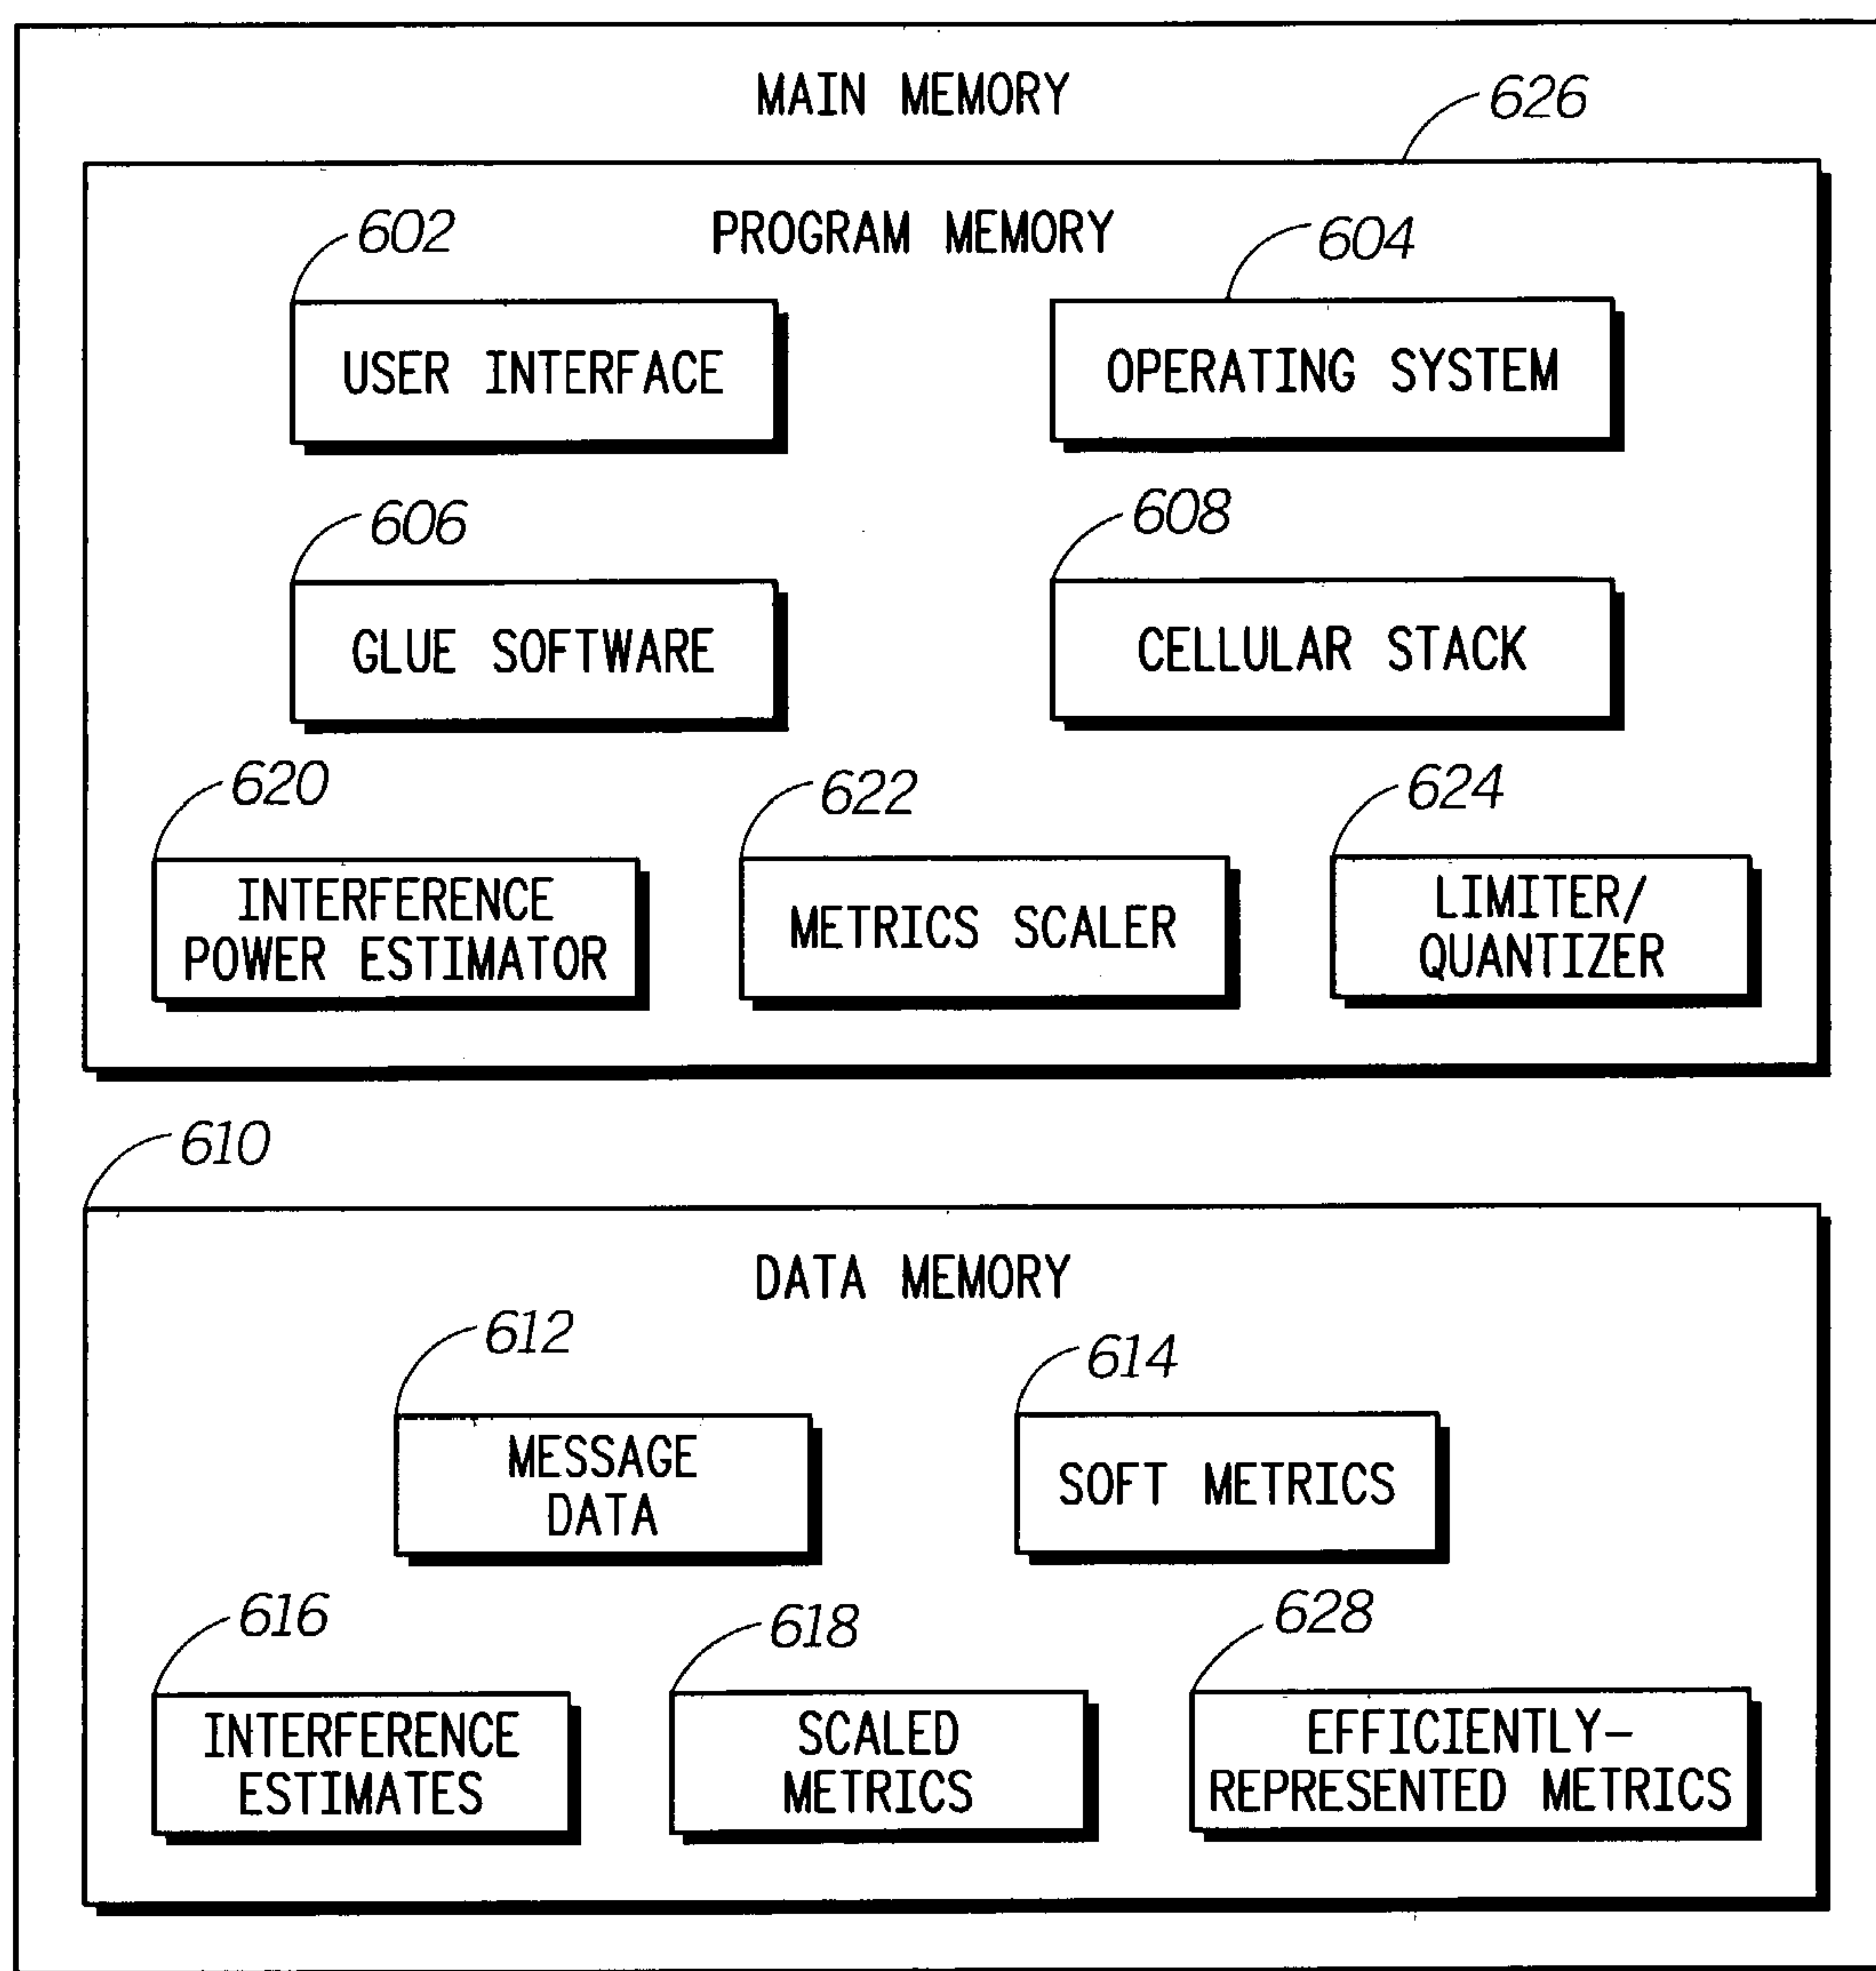 MAIN MEMORY
626
PROGRAM MEMORY
602
604
USER INTERFACE
OPERATING SYSTEM
606
608
GLUE SOFTWARE
CELLULAR STACK
620
622
624
INTERFERENCE
POWER ESTIMATOR
METRICS SCALER
LIMITER/
QUANTIZER
610
DATA MEMORY
612
614
MESSAGE
DATA
SOFT METRICS
616
618
628
INTERFERENCE
ESTIMATES
SCALED
METRICS
EFFICIENTLY-
REPRESENTED METRICS